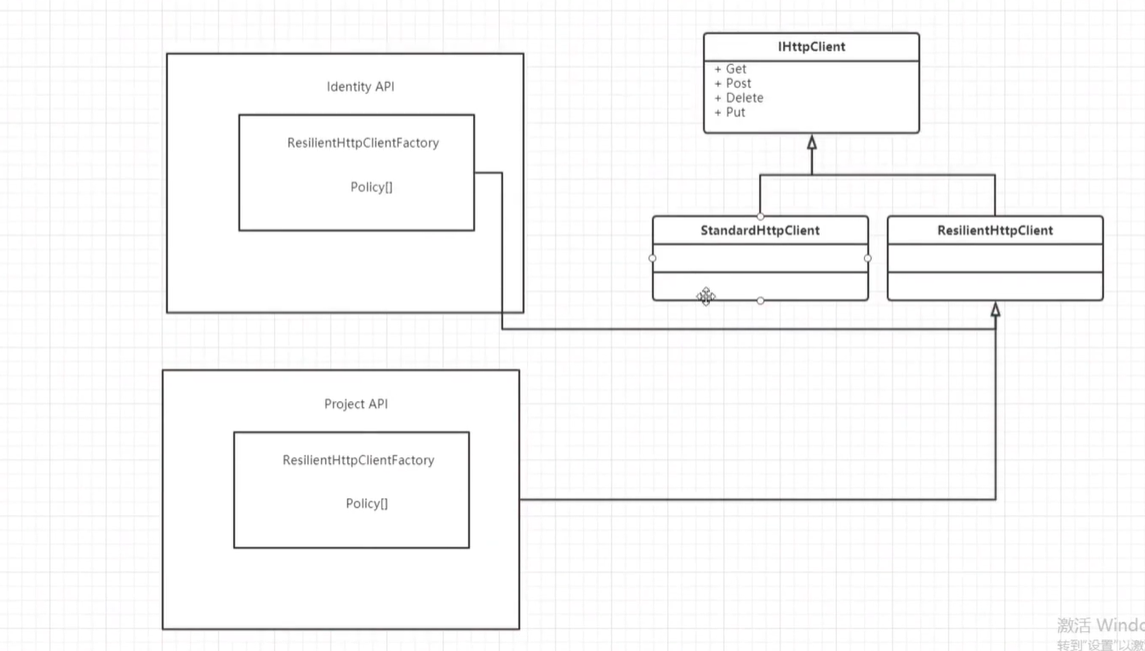 Identity API
ResilientHttpClientFactory
Policy[]
IHttpClient
+ Get
+ Post
+ Delete
+ Put
StandardHttpClient
ResilientHttpClient
Project API
ResilientHttpClientFactory
Policy[]
激活 Windo
转到"设置"以激